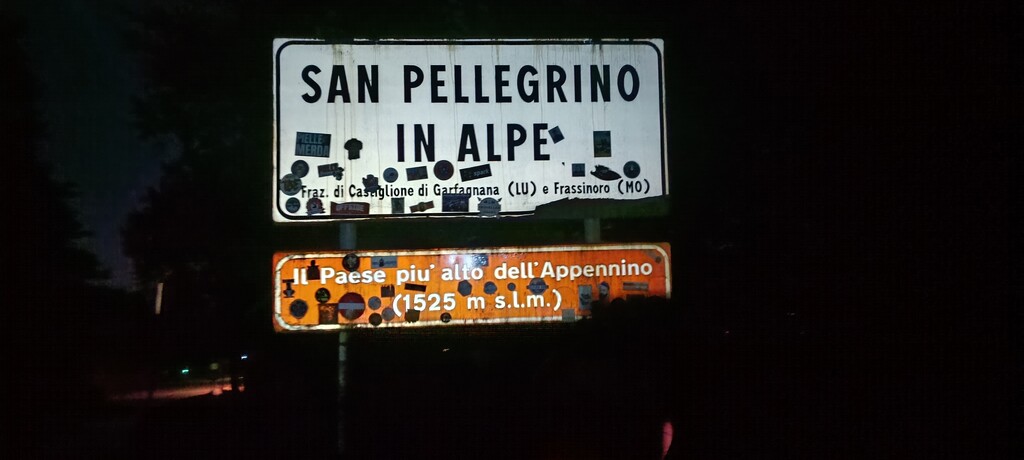 SAN PELLEGRINO
IN ALPE
Fraz. di Castiglione di Garfagnana (LU) e Frassinoro (MO)
Il Paese piu' alto dell'Appennino
(1525 m s.l.m.)